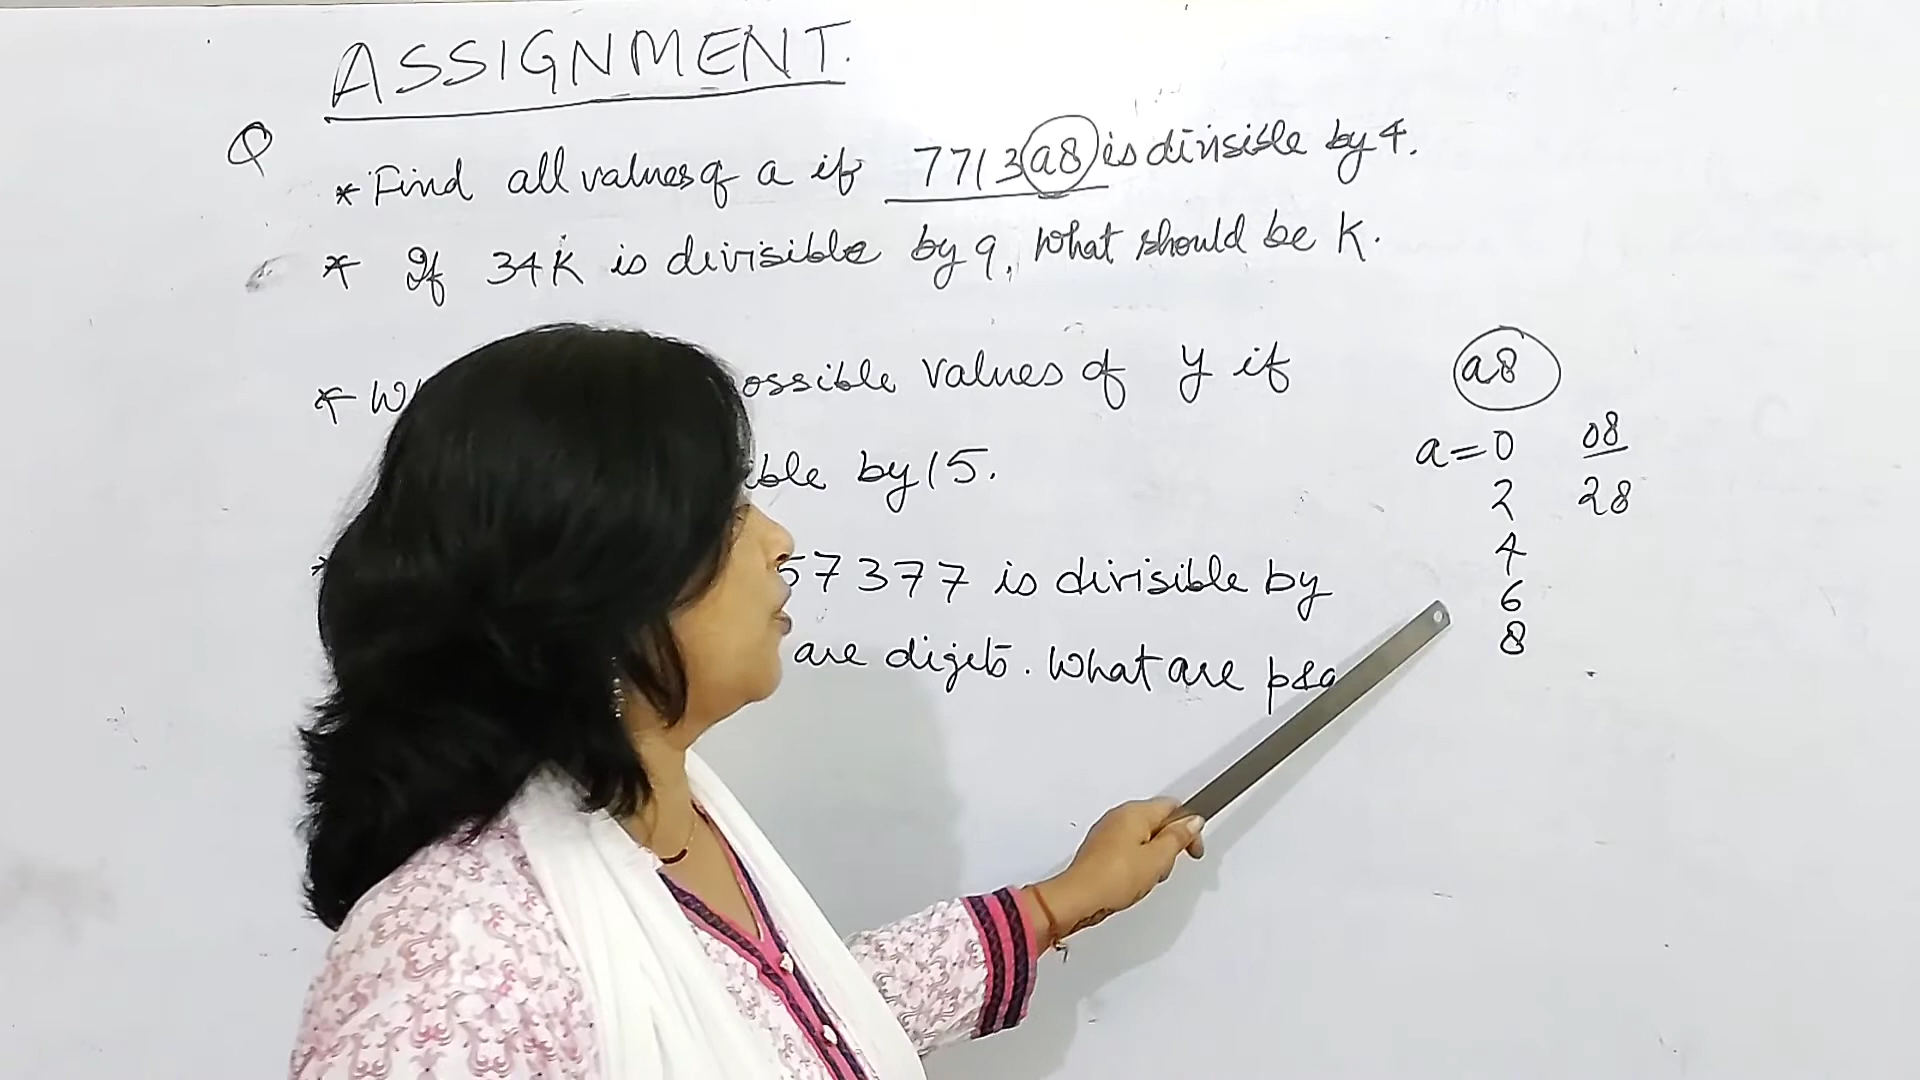 ASSIGNMENT.
Q
* Find all values of a if 7713a8 is divisible by 4.
* If 34K is divisible by 9, What should be K.
* ossible values of y if
ble by 15.
* 57377 is divisible by
are digits. What are p&q
a8
a=0 08
2 28
4
6
8